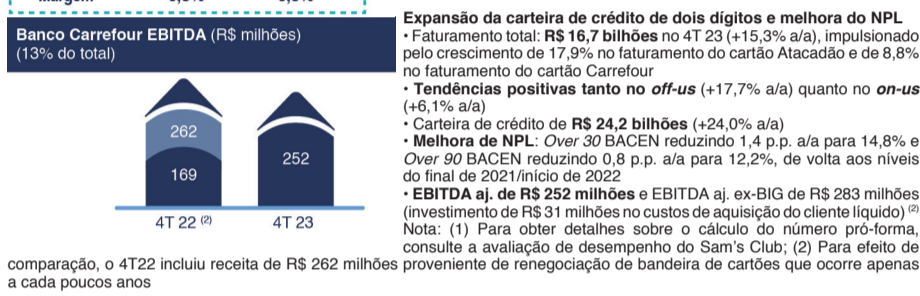 Banco Carrefour EBITDA (R$ milhões)
(13% do total)
262
169
252
4T 22 (2)
4T 23
Expansão da carteira de crédito de dois dígitos e melhora do NPL
• Faturamento total: R$ 16,7 bilhões no 4T 23 (+15,3% a/a), impulsionado
pelo crescimento de 17,9% no faturamento do cartão Atacadão e de 8,8%
no faturamento do cartão Carrefour
• Tendências positivas tanto no off-us (+17,7% a/a) quanto no on-us
(+6,1% a/a)
• Carteira de crédito de R$ 24,2 bilhões (+24,0% a/a)
• Melhora de NPL: Over 30 BACEN reduzindo 1,4 p.p. a/a para 14,8% e
Over 90 BACEN reduzindo 0,8 p.p. a/a para 12,2%, de volta aos níveis
do final de 2021/início de 2022
• EBITDA aj. de R$ 252 milhões e EBITDA aj. ex-BIG de R$ 283 milhões
(investimento de R$ 31 milhões no custos de aquisição do cliente líquido) (2)
Nota: (1) Para obter detalhes sobre o cálculo do número pró-forma,
consulte a avaliação de desempenho do Sam's Club; (2) Para efeito de
comparação, o 4T22 incluiu receita de R$ 262 milhões proveniente de renegociação de bandeira de cartões que ocorre apenas
a cada poucos anos